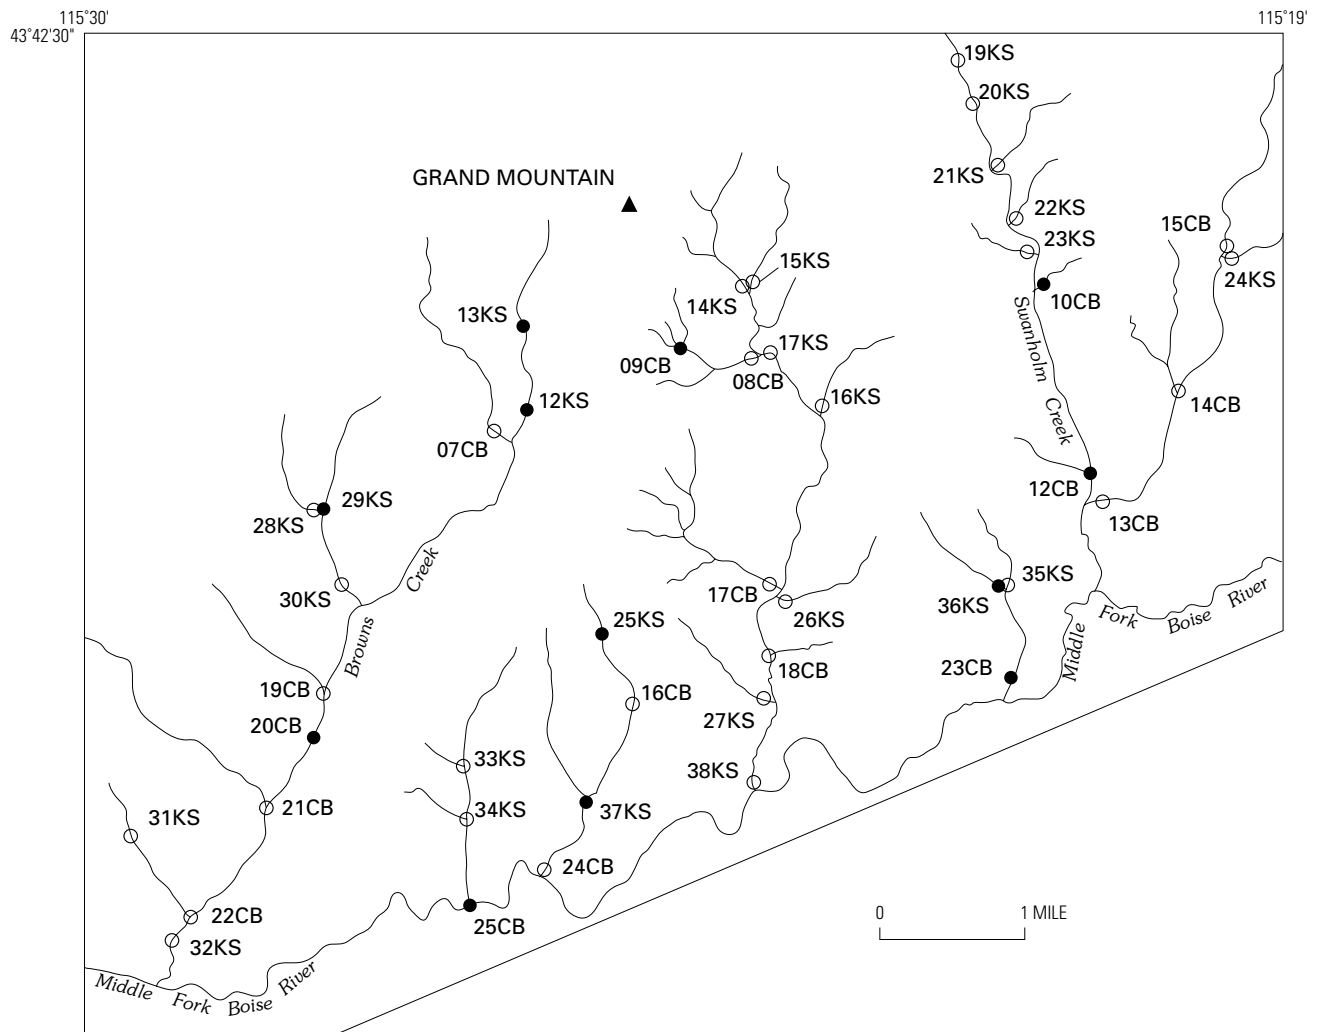 115°30'
115°19'
43°42'30"
19KS
20KS
GRAND MOUNTAIN
21KS
22KS
15CB
23KS
15KS
24KS
14KS
10CB
13KS
17KS
09CB
08CB
Swanholm Creek
12KS
16KS
14CB
07CB
29KS
28KS
12CB
13CB
Browns Creek
35KS
30KS
17CB
36KS
26KS
25KS
Middle Fork Boise River
18CB
23CB
19CB
16CB
20CB
27KS
33KS
38KS
21CB
34KS
37KS
31KS
24CB
22CB
25CB
0 1 MILE
32KS
Middle Fork Boise River